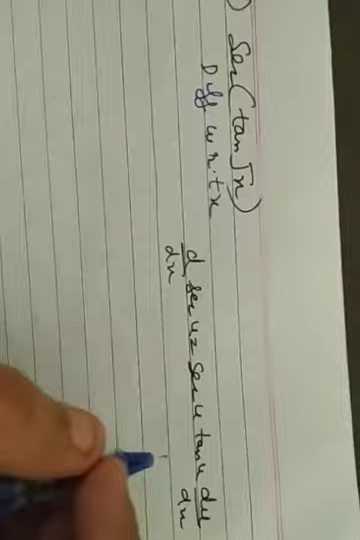 ) Sec(tan√x)
Diff w.r.t x
d/dx sec u = sec u tan u du/dx